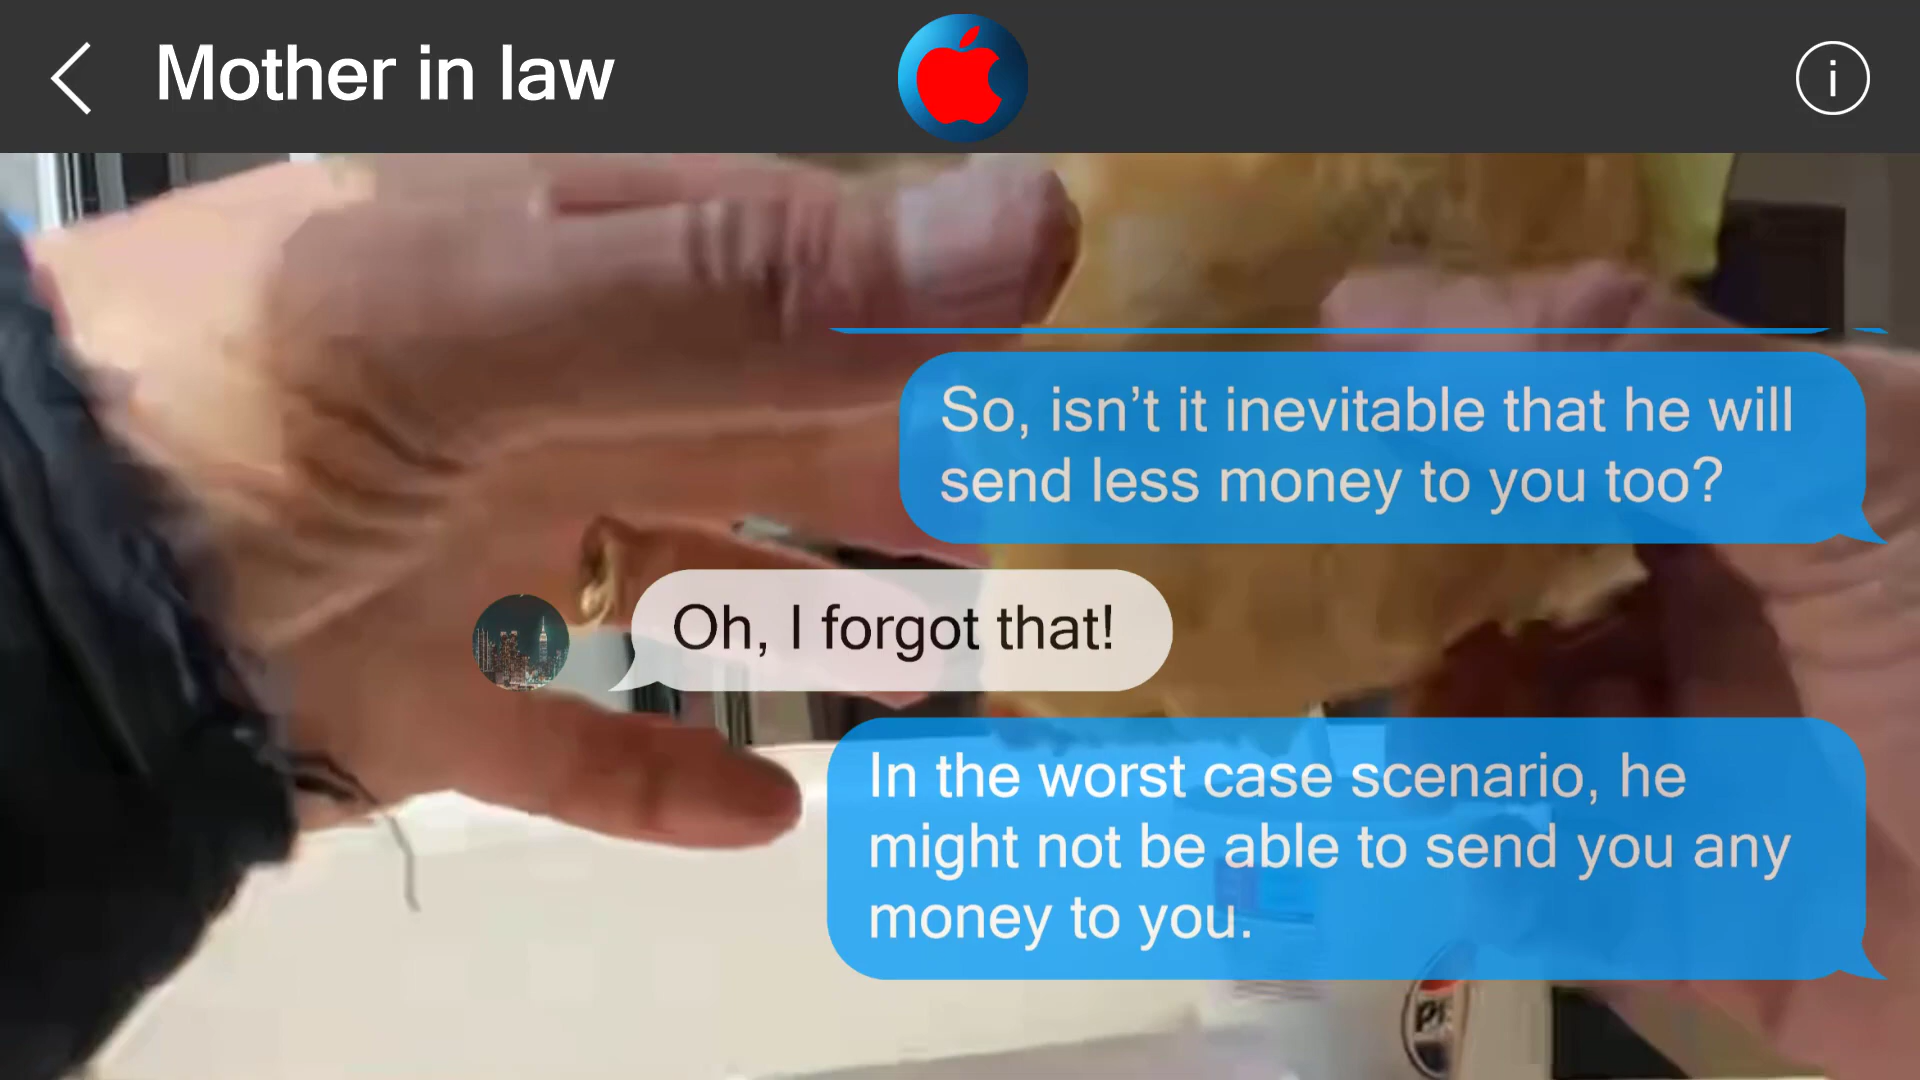 Mother in law
So, isn’t it inevitable that he will
send less money to you too?
Oh, I forgot that!
In the worst case scenario, he
might not be able to send you any
money to you.